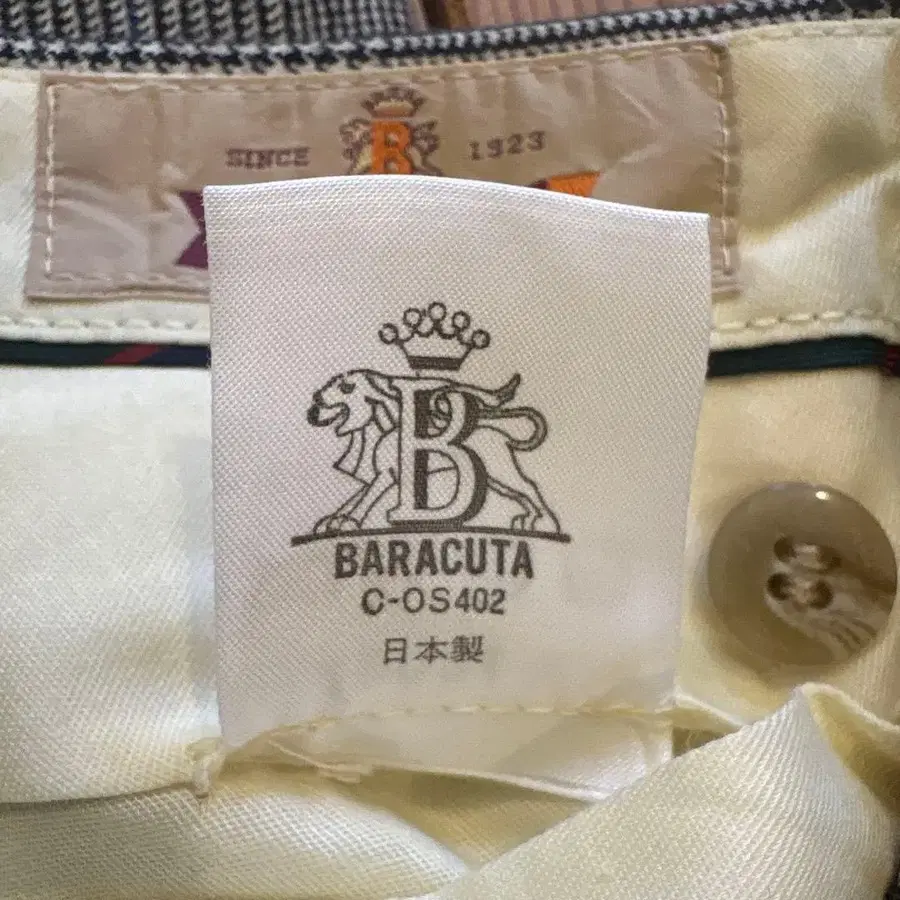 SINCE B 1923
B
BARACUTA
C-OS402
日本製